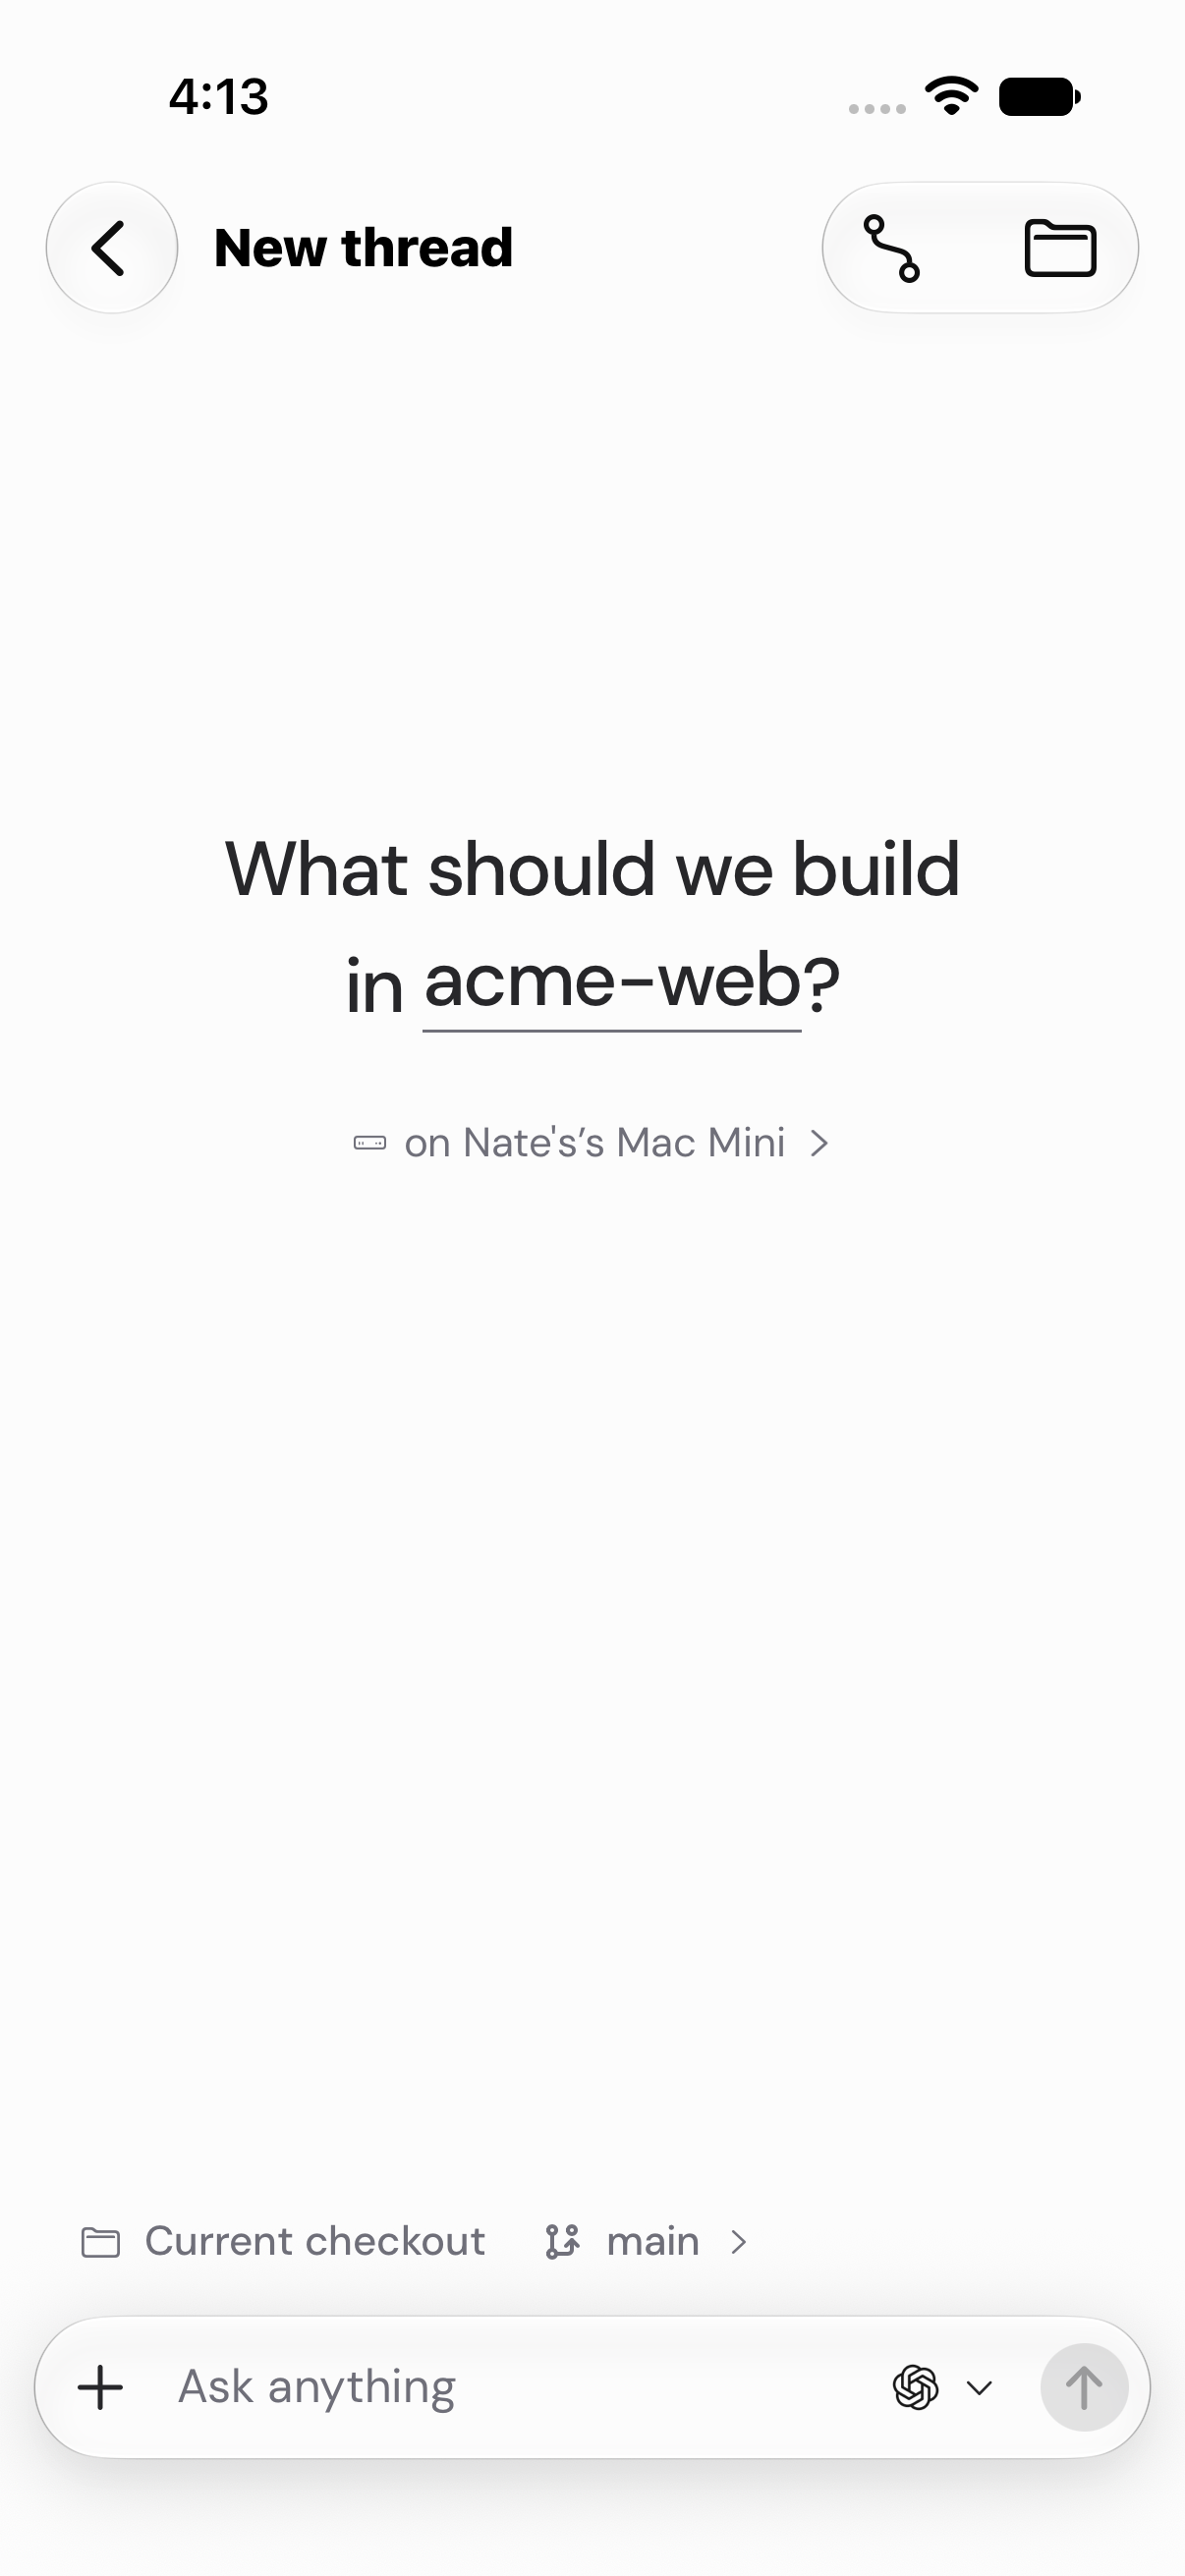 4:13
New thread
What should we build
in acme-web?
on Nate's’s Mac Mini
Current checkout main
Ask anything